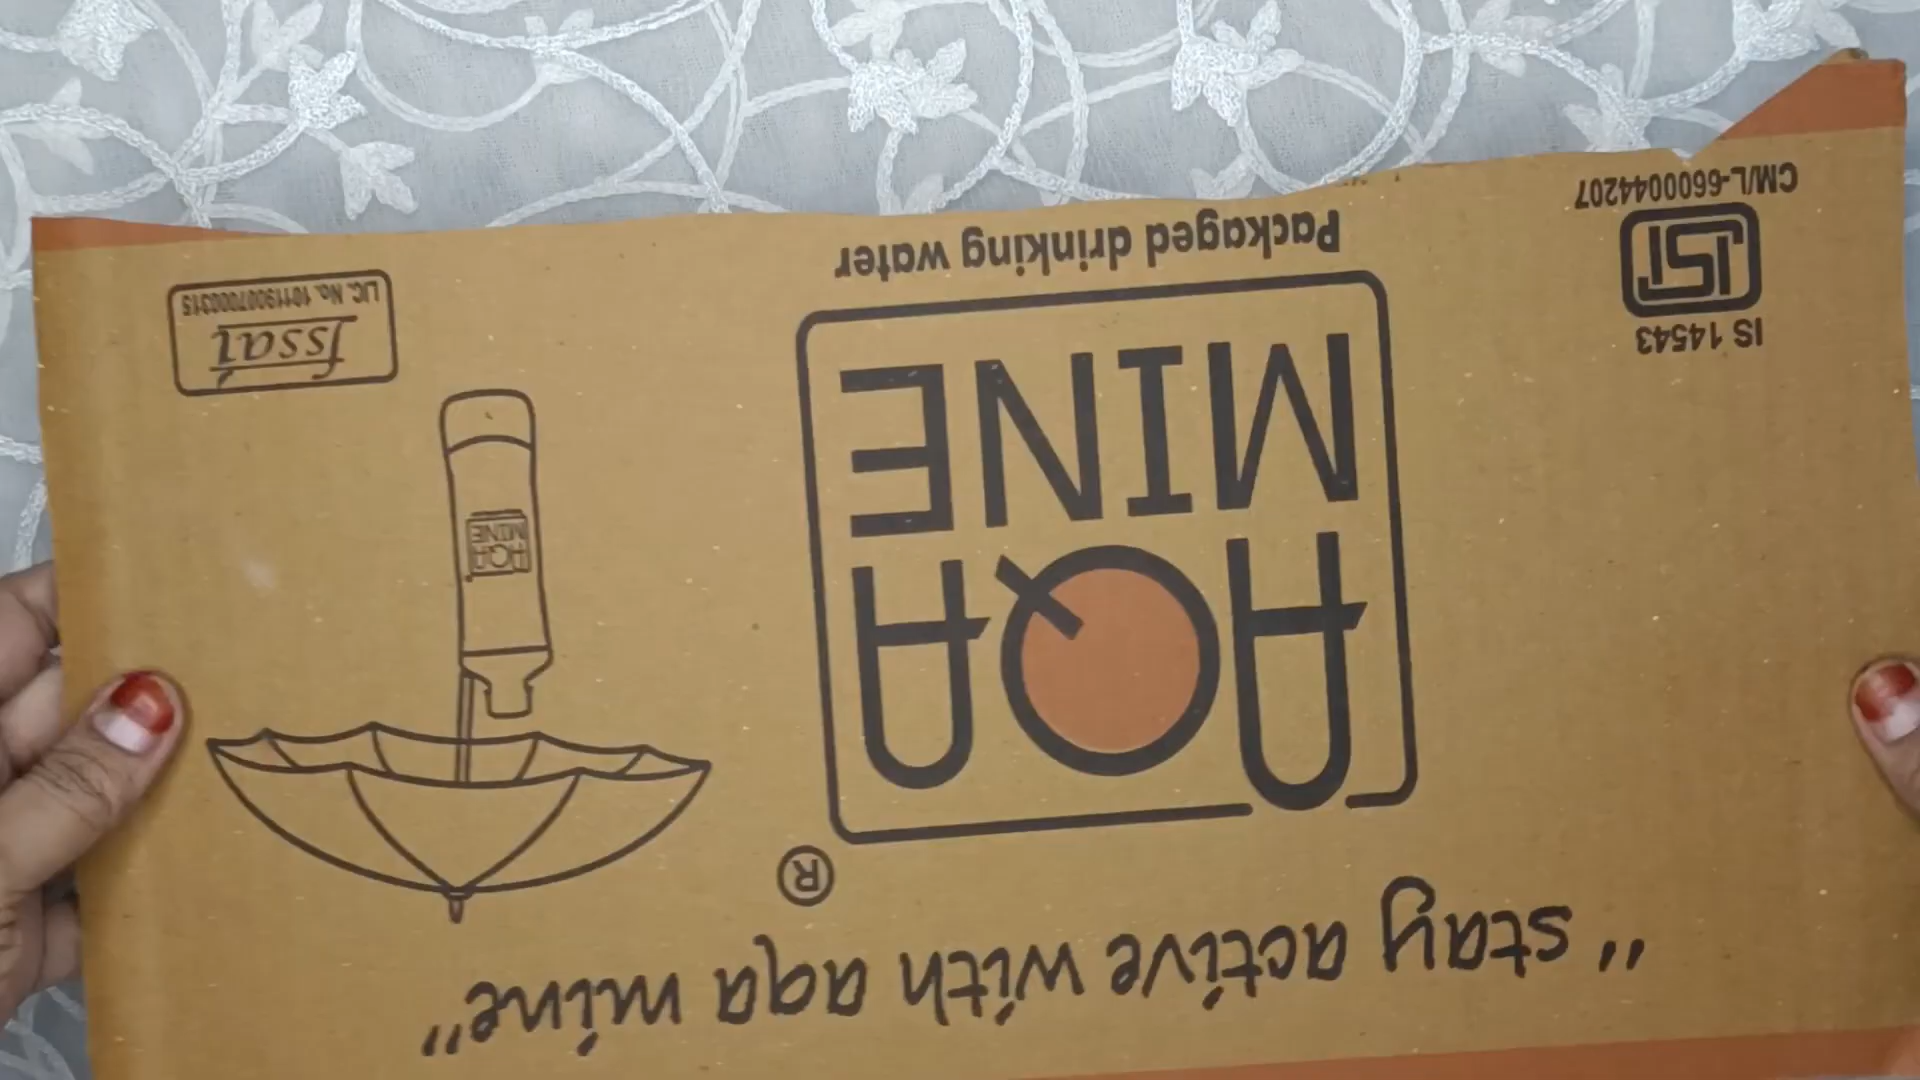 "stay active with aqa mine"
®
AQA
MINE
Packaged drinking water
AQA
MINE
IS 14543
ISI
CM/L-6600044207
fssai
LIC. No. 10119007000315